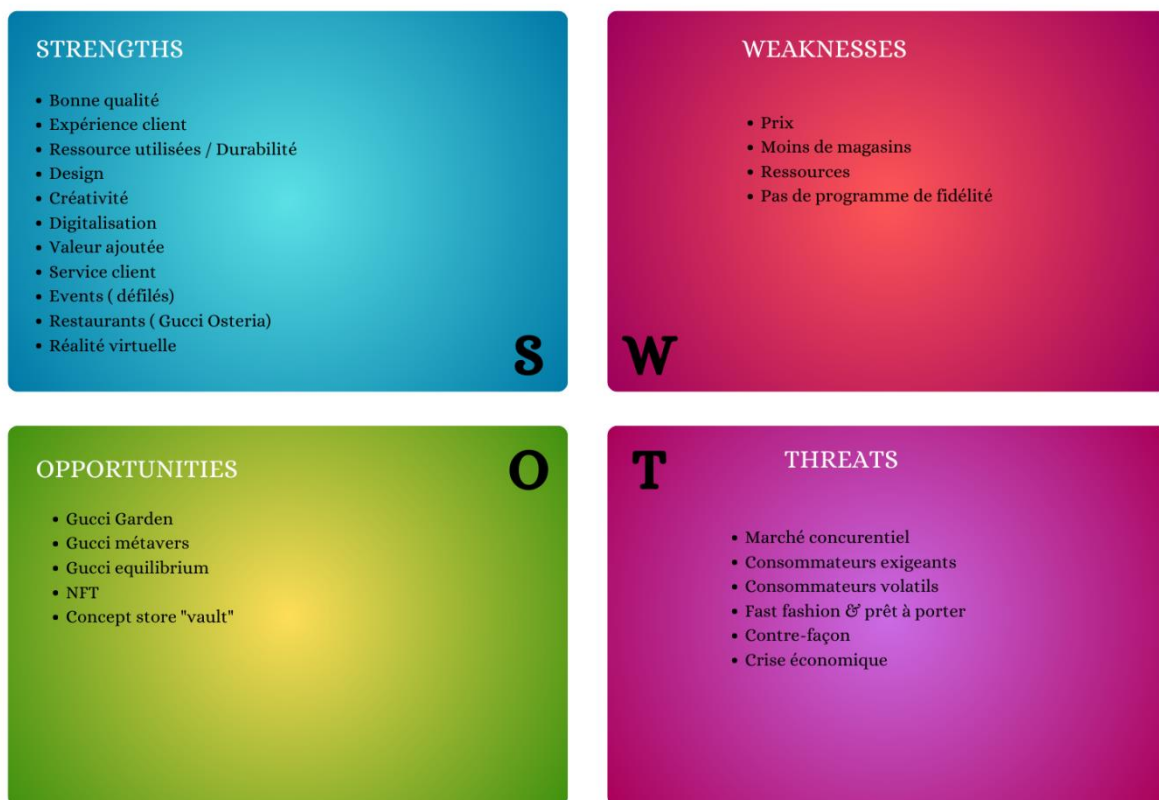 STRENGTHS
• Bonne qualité
• Expérience client
• Ressource utilisées / Durabilité
• Design
• Créativité
• Digitalisation
• Valeur ajoutée
• Service client
• Events ( défilés)
• Restaurants ( Gucci Osteria)
• Réalité virtuelle
S
WEAKNESSES
• Prix
• Moins de magasins
• Ressources
• Pas de programme de fidélité
W
OPPORTUNITIES
O
• Gucci Garden
• Gucci métavers
• Gucci equilibrium
• NFT
• Concept store "vault"
T
THREATS
• Marché concurentiel
• Consommateurs exigeants
• Consommateurs volatils
• Fast fashion & prêt à porter
• Contre-façon
• Crise économique